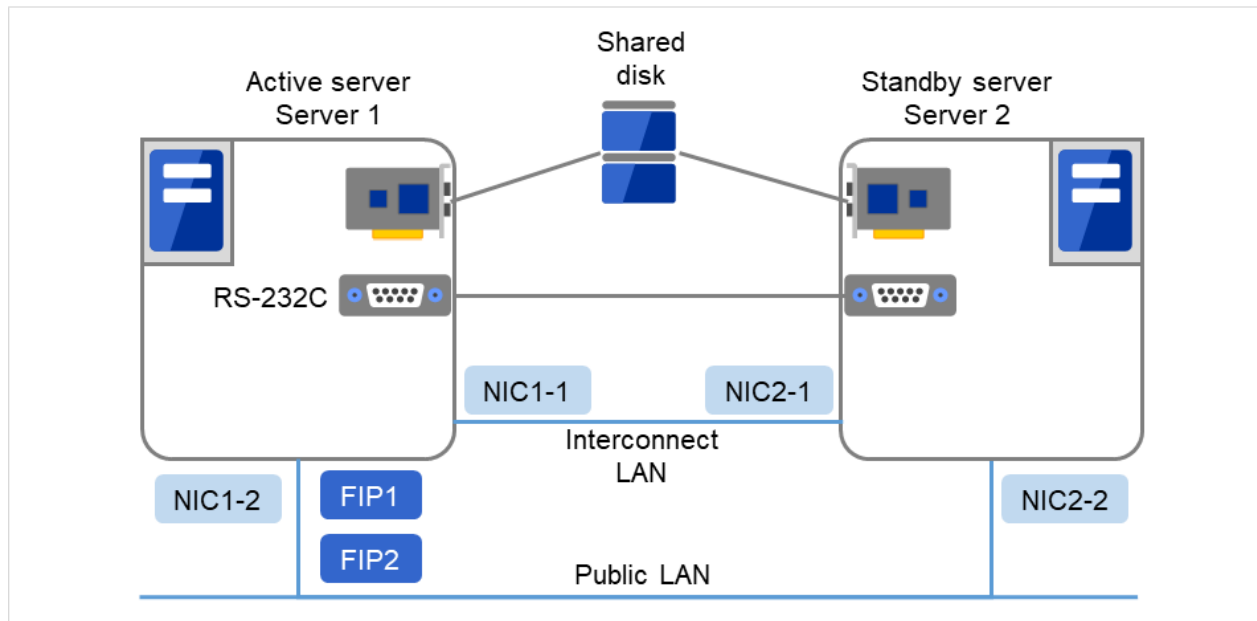 Shared
disk
Active server
Server 1
Standby server
Server 2
RS-232C
NIC1-1
NIC2-1
Interconnect
LAN
NIC1-2
FIP1
NIC2-2
FIP2
Public LAN